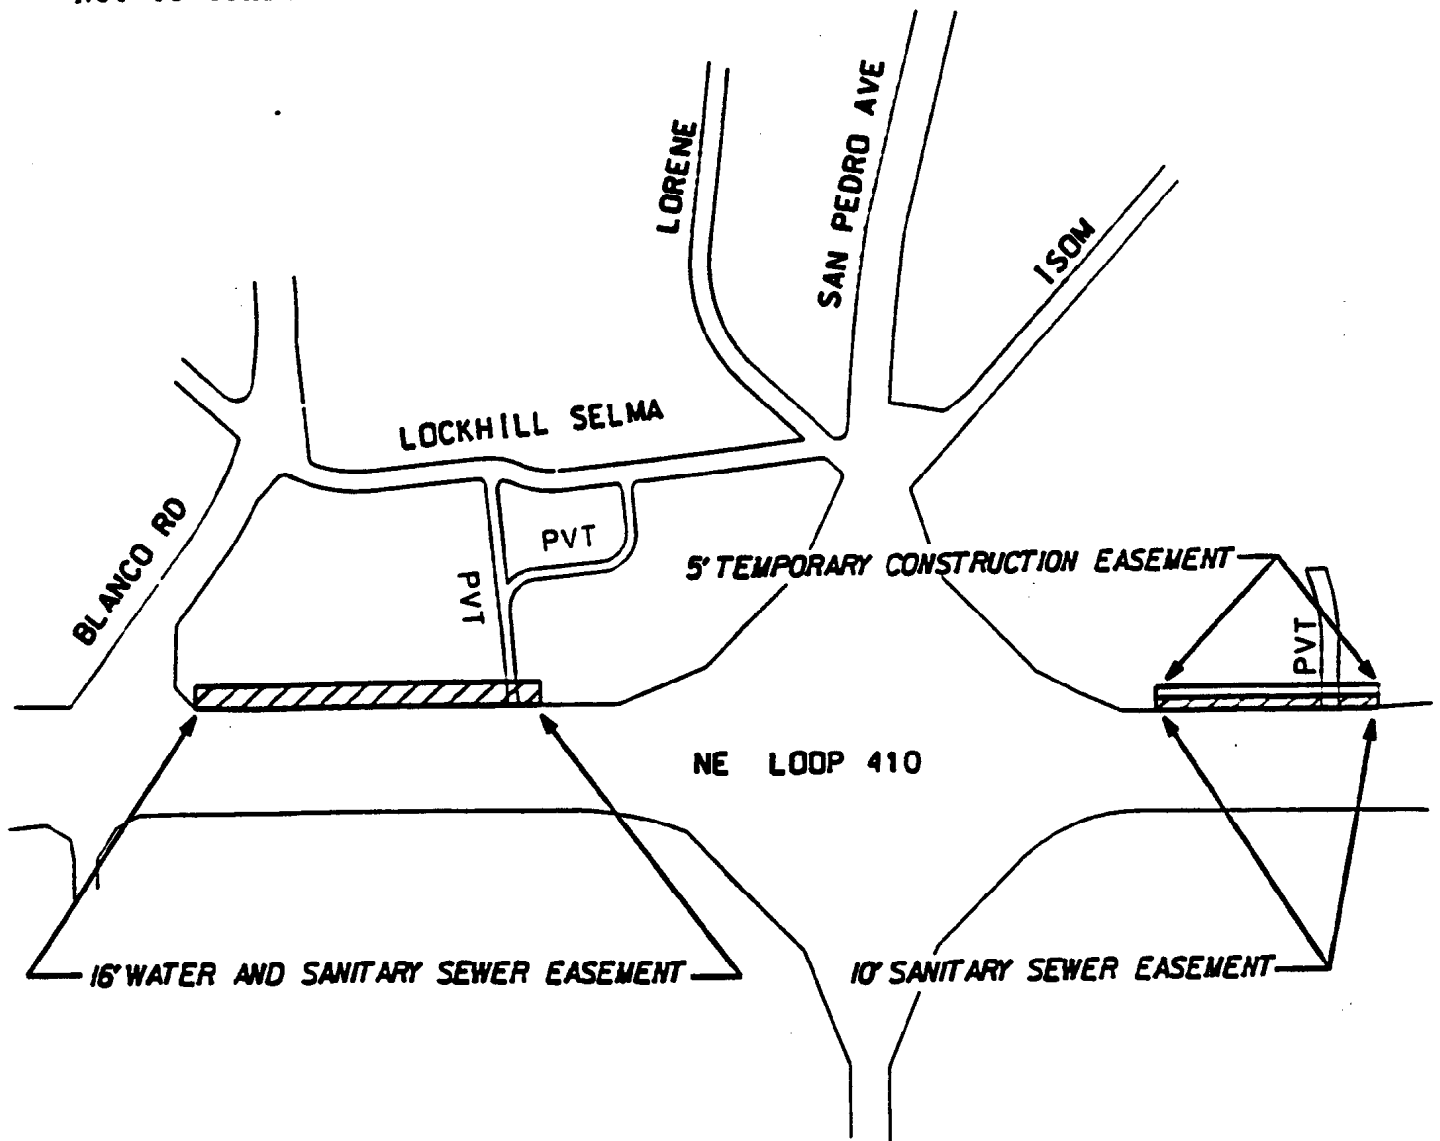 SAN PEDRO AVE
LORENE
ISOM
LOCKHILL SELMA
BLANCO RD
PVT
PVT
5' TEMPORARY CONSTRUCTION EASEMENT
PVT
NE LOOP 410
16' WATER AND SANITARY SEWER EASEMENT
10' SANITARY SEWER EASEMENT